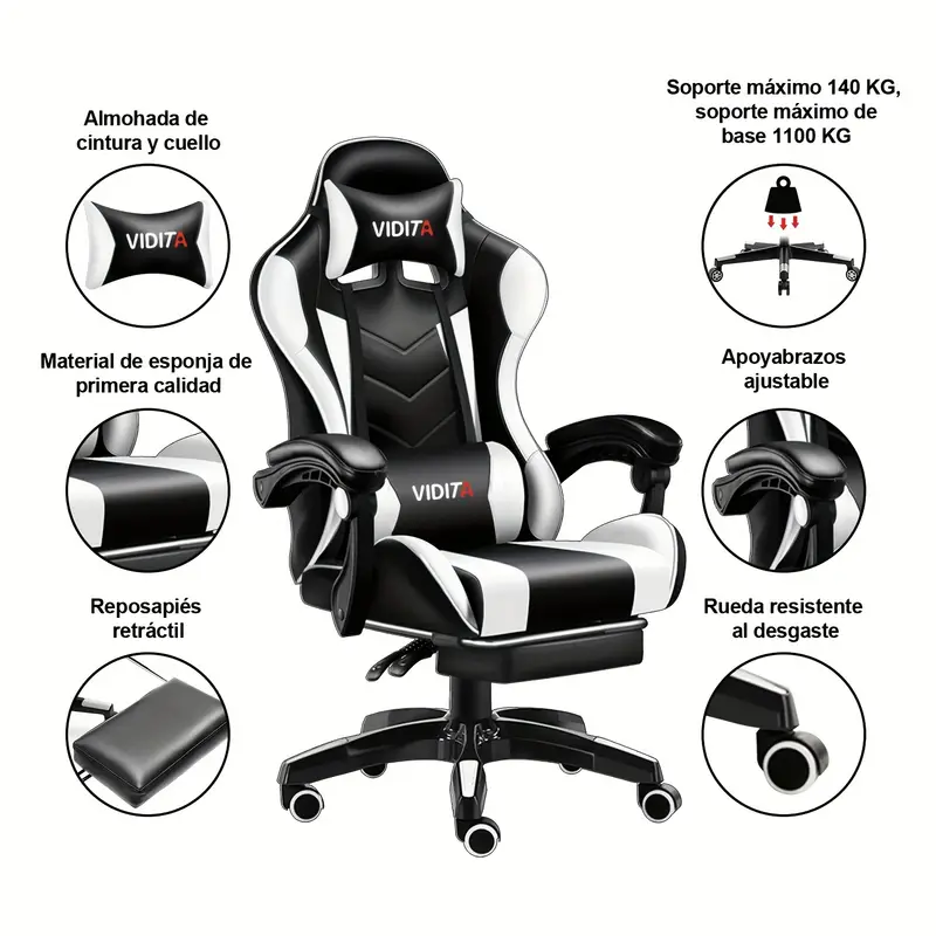 Almohada de
cintura y cuello
VIDITA
Material de esponja de
primera calidad
Reposapiés
retráctil
VIDITA
VIDITA
Soporte máximo 140 KG,
soporte máximo de
base 1100 KG
Apoyabrazos
ajustable
Rueda resistente
al desgaste